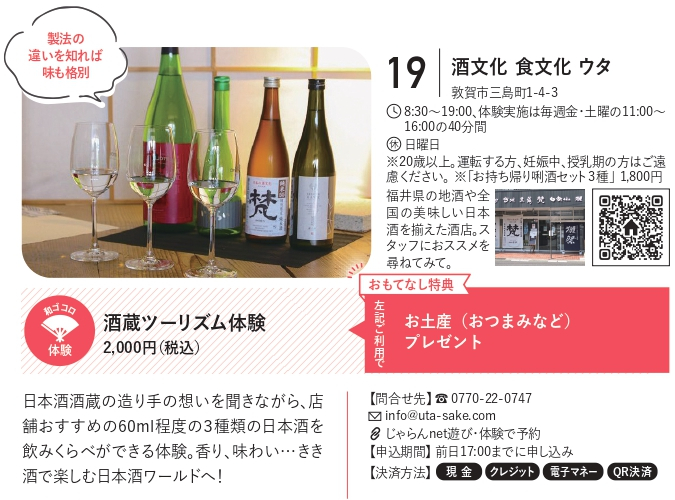 製法の
違いを知れば
味も格別
19
酒文化 食文化 ウタ
敦賀市三島町1-4-3
8:30〜19:00、体験実施は毎週金・土曜の11:00〜
16:00の40分間
休 日曜日
※20歳以上。運転する方、妊娠中、授乳期の方はご遠
慮ください。 ※「お持ち帰り唎酒セット3種」 1,800円
福井県の地酒や全
国の美味しい日本
酒を揃えた酒店。ス
タッフにおススメを
尋ねてみて。
梵
和ゴコロ
体験
酒蔵ツーリズム体験
2,000円(税込)
おもてなし特典
左記ご利用で
お土産（おつまみなど）
プレゼント
日本酒酒蔵の造り手の想いを聞きながら、店
舗おすすめの60ml程度の3種類の日本酒を
飲みくらべができる体験。香り、味わい…きき
酒で楽しむ日本酒ワールドへ！
【問合せ先】☎ 0770-22-0747
info@uta-sake.com
じゃらんnet遊び・体験で予約
【申込期間】 前日17:00までに申し込み
【決済方法】 現 金 クレジット 電子マネー QR決済